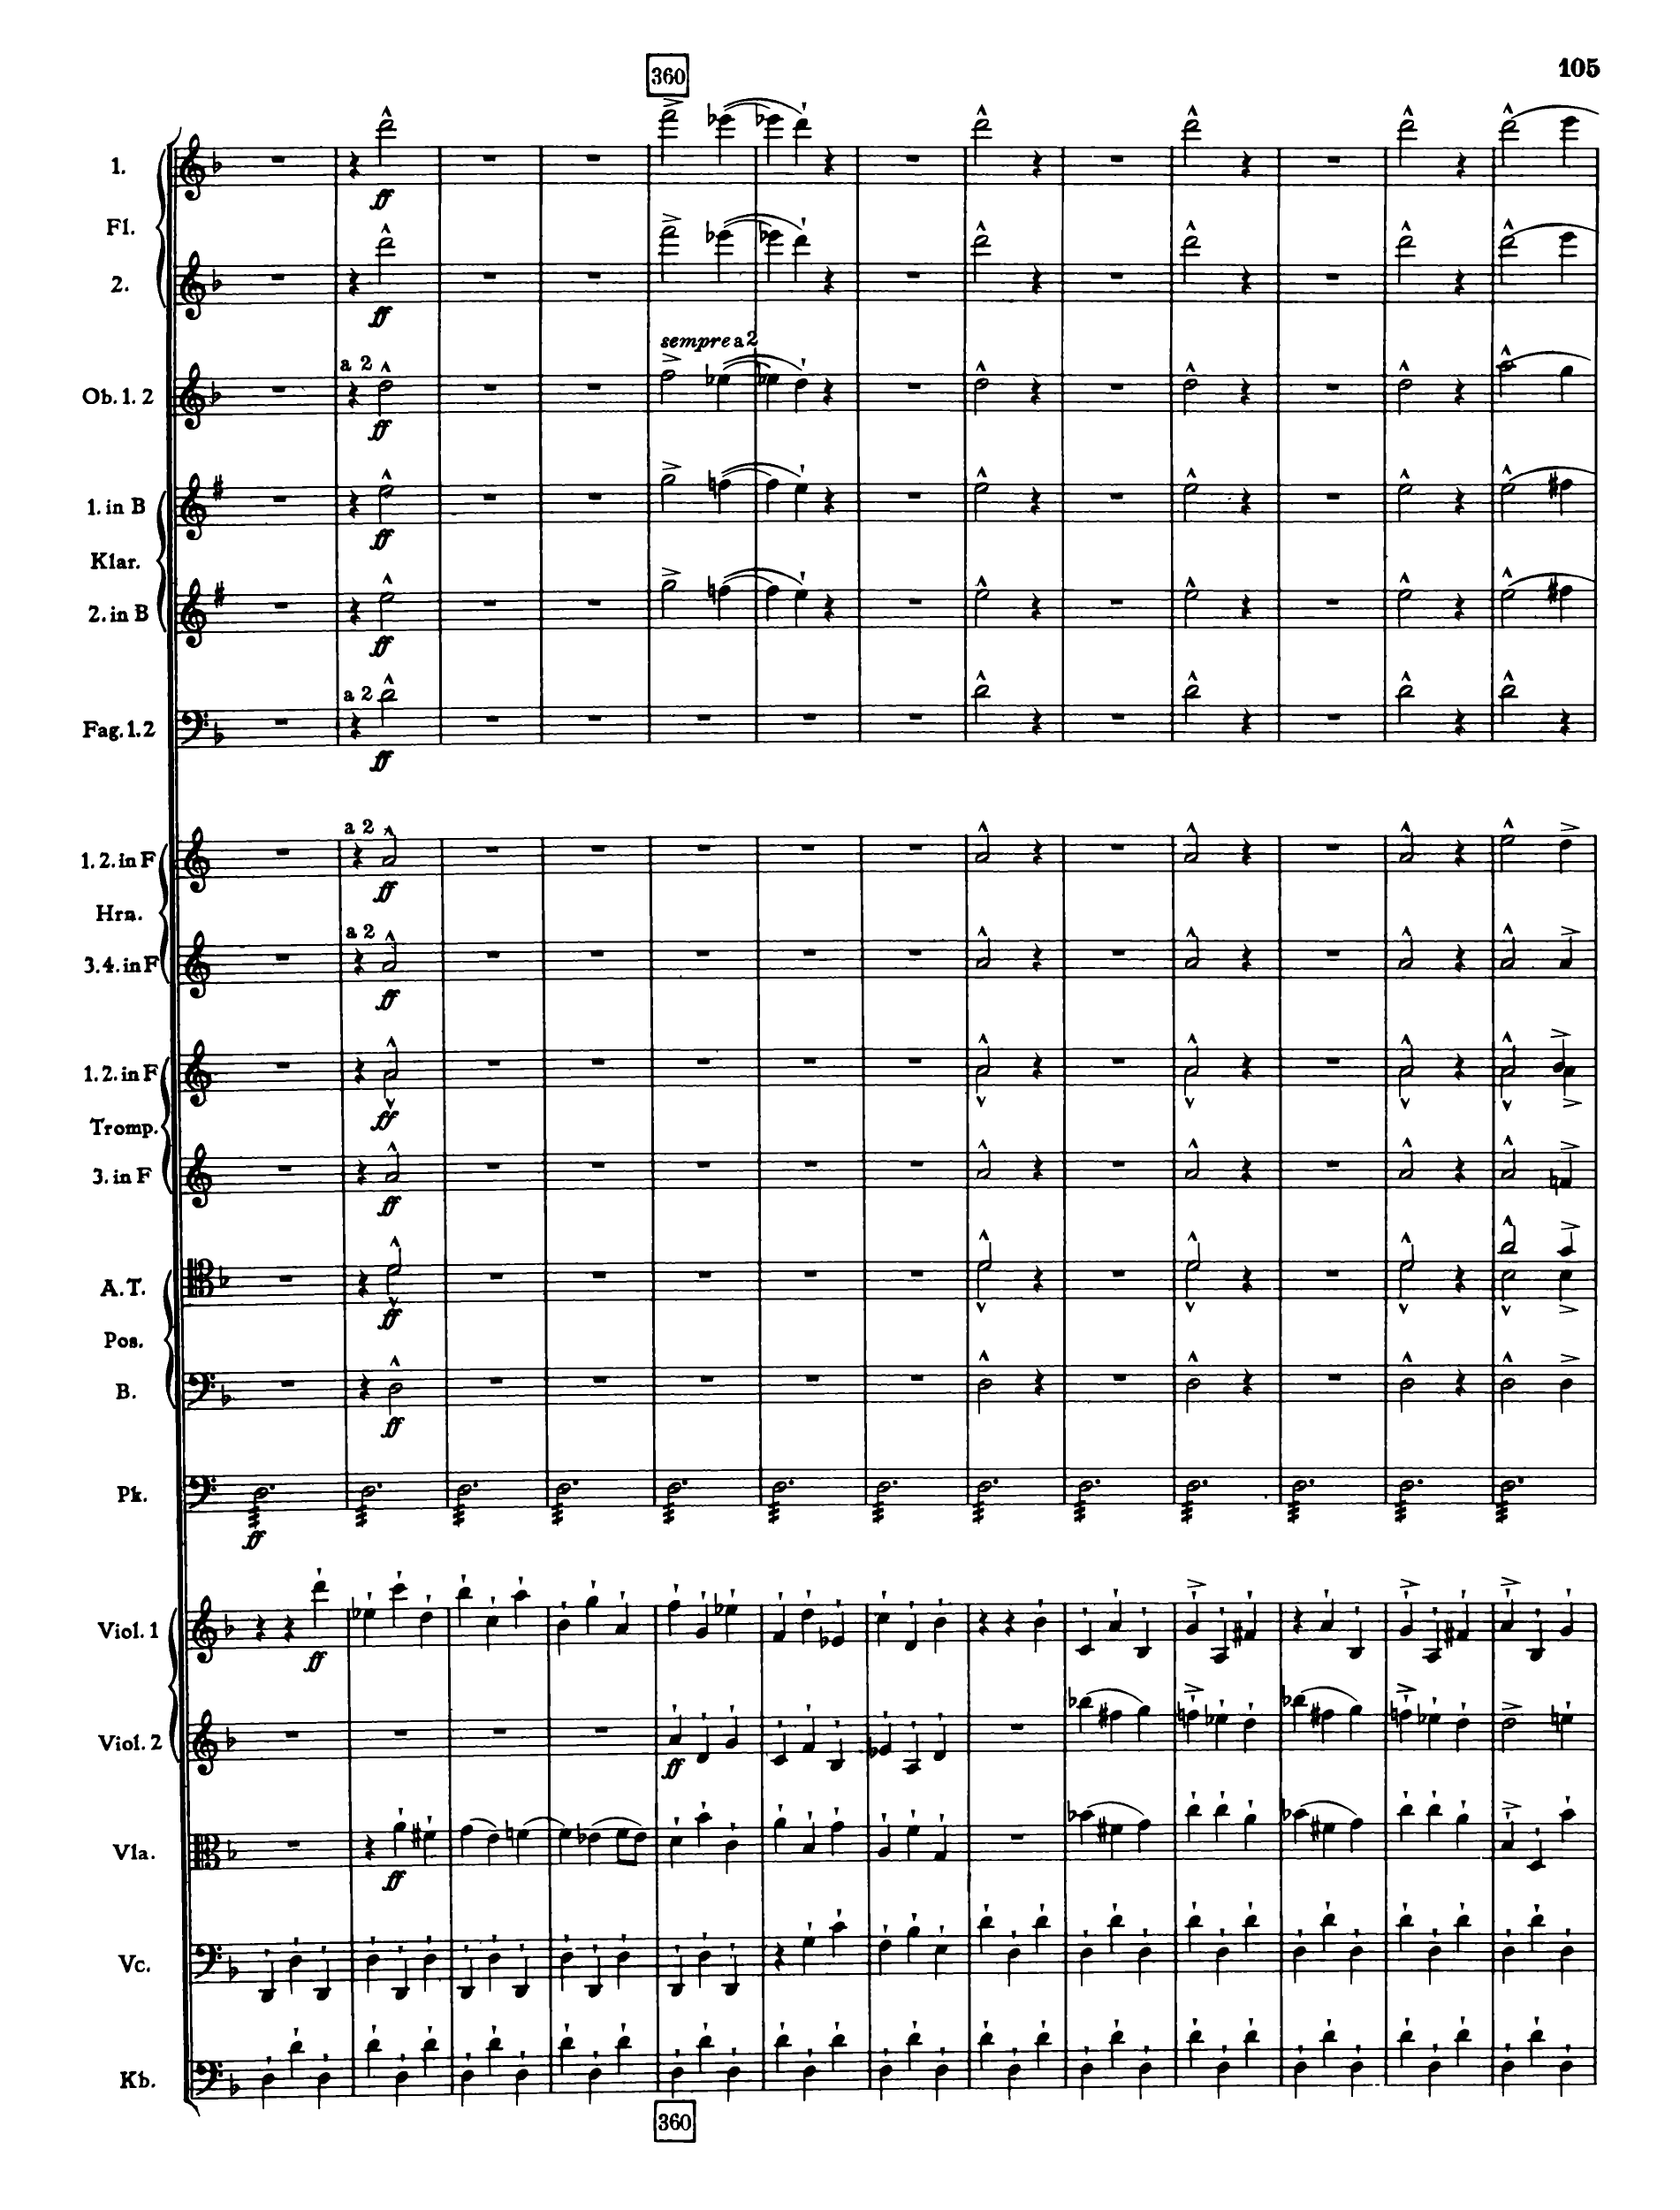 360
105
1.
ff
Fl.
2.
ff
sempre a 2
a 2
Ob. 1. 2
ff
1. in B
ff
Klar.
2. in B
ff
a 2
Fag. 1. 2
ff
a 2
1. 2. in F
ff
Hrn.
a 2
3. 4. in F
ff
1. 2. in F
ff
Tromp.
3. in F
ff
A. T.
ff
Pos.
B.
ff
Pk.
ff
Viol. 1
ff
Viol. 2
ff
Vla.
ff
Vc.
Kb.
360